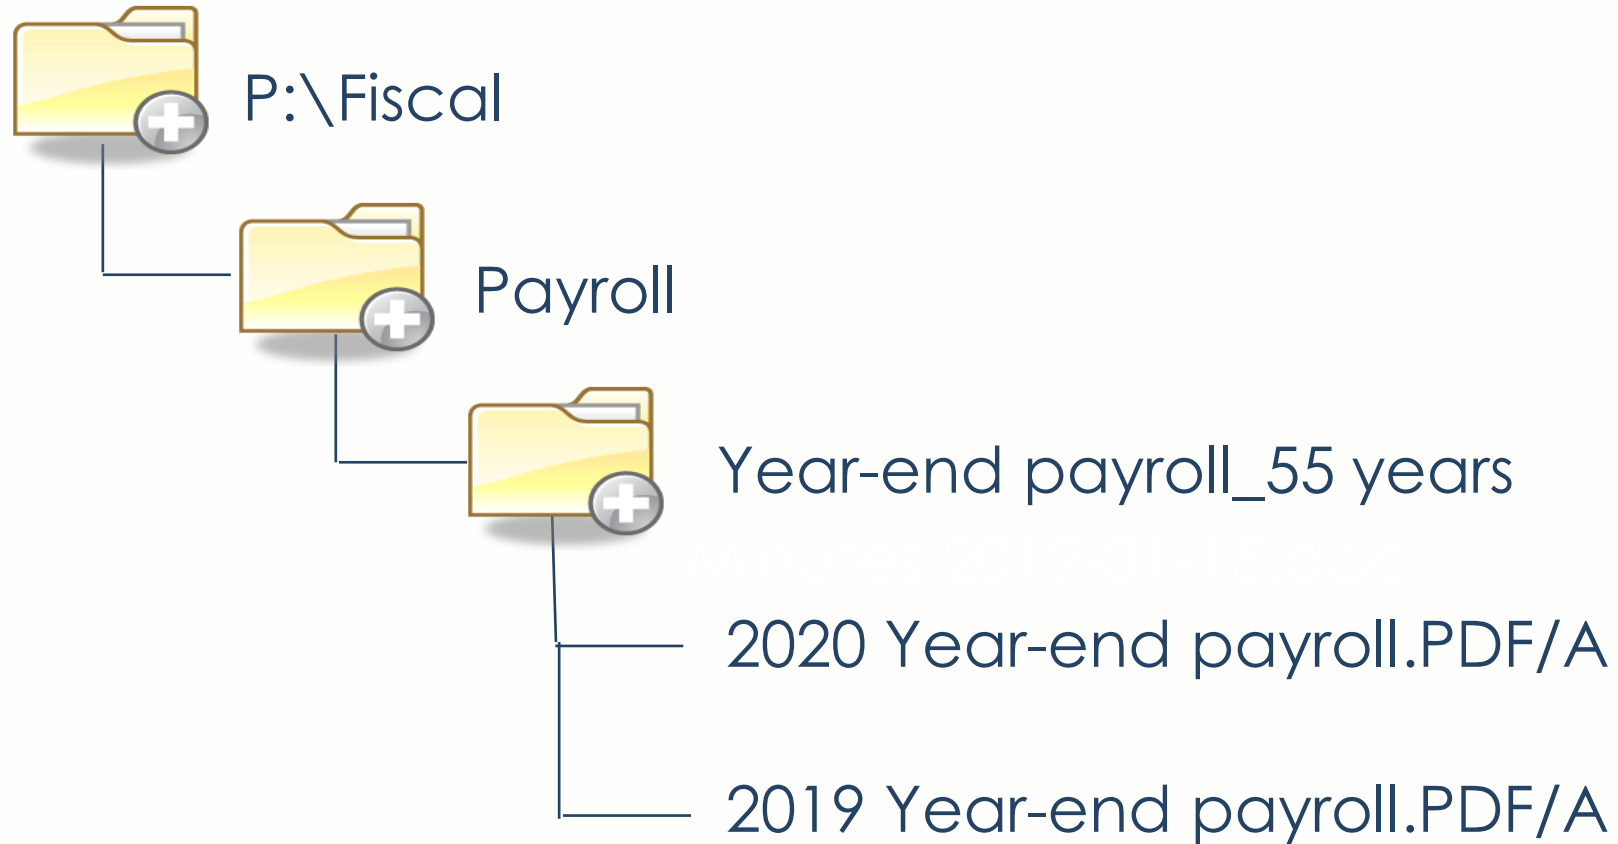 P:\Fiscal
Payroll
Year-end payroll_55 years
2020 Year-end payroll.PDF/A
2019 Year-end payroll.PDF/A